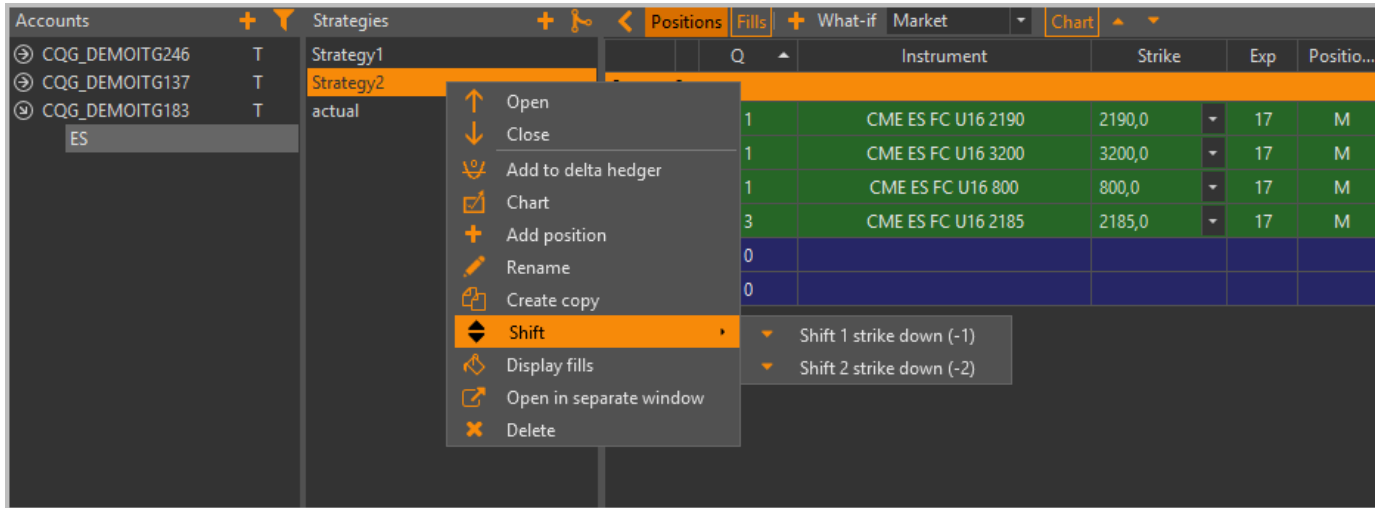 Accounts
CQG_DEMOITG246 T
CQG_DEMOITG137 T
CQG_DEMOITG183 T
ES
Strategies
Strategy1
Strategy2
actual
Open
Close
Add to delta hedger
Chart
Add position
Rename
Create copy
Shift
Display fills
Open in separate window
Delete
Shift 1 strike down (-1)
Shift 2 strike down (-2)
Positions Fills What-if Market Chart
Q Instrument Strike Exp Positio...
1 CME ES FC U16 2190 2190,0 17 M
1 CME ES FC U16 3200 3200,0 17 M
1 CME ES FC U16 800 800,0 17 M
3 CME ES FC U16 2185 2185,0 17 M
0
0